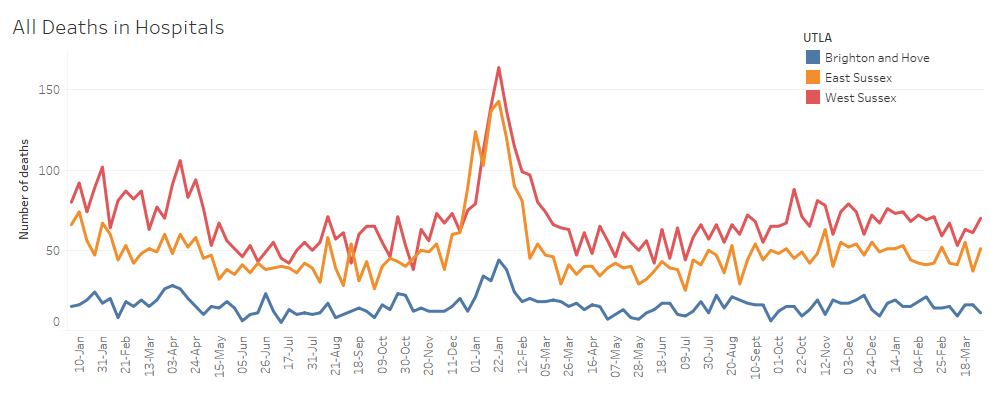 All Deaths in Hospitals
UTLA
Brighton and Hove
East Sussex
West Sussex
Number of deaths
150
100
50
0
10-Jan
31-Jan
21-Feb
13-Mar
03-Apr
24-Apr
15-May
05-Jun
26-Jun
17-Jul
31-Jul
21-Aug
18-Sep
09-Oct
30-Oct
20-Nov
11-Dec
01-Jan
22-Jan
12-Feb
05-Mar
26-Mar
16-Apr
07-May
28-May
18-Jun
09-Jul
30-Jul
20-Aug
10-Sept
01-Oct
22-Oct
12-Nov
03-Dec
24-Dec
14-Jan
04-Feb
25-Feb
18-Mar